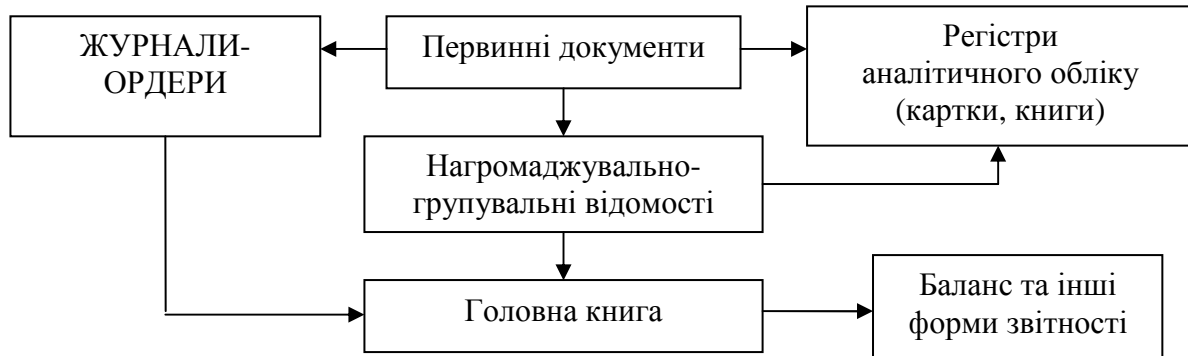 ЖУРНАЛИ-
ОРДЕРИ
Первинні документи
Регістри
аналітичного обліку
(картки, книги)
Нагромаджувально-
групувальні відомості
Головна книга
Баланс та інші
форми звітності